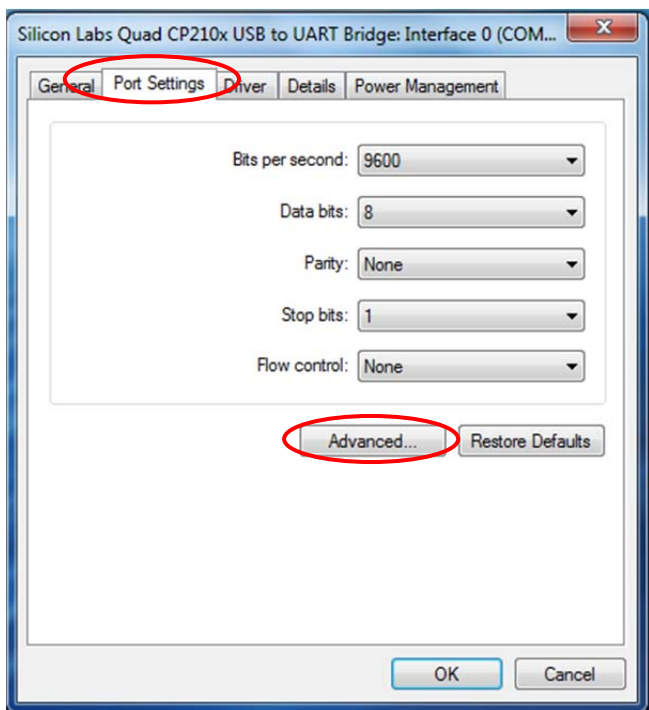 Silicon Labs Quad CP210x USB to UART Bridge: Interface 0 (COM...
General Port Settings Driver Details Power Management
Bits per second: 9600
Data bits: 8
Parity: None
Stop bits: 1
Flow control: None
Advanced... Restore Defaults
OK Cancel